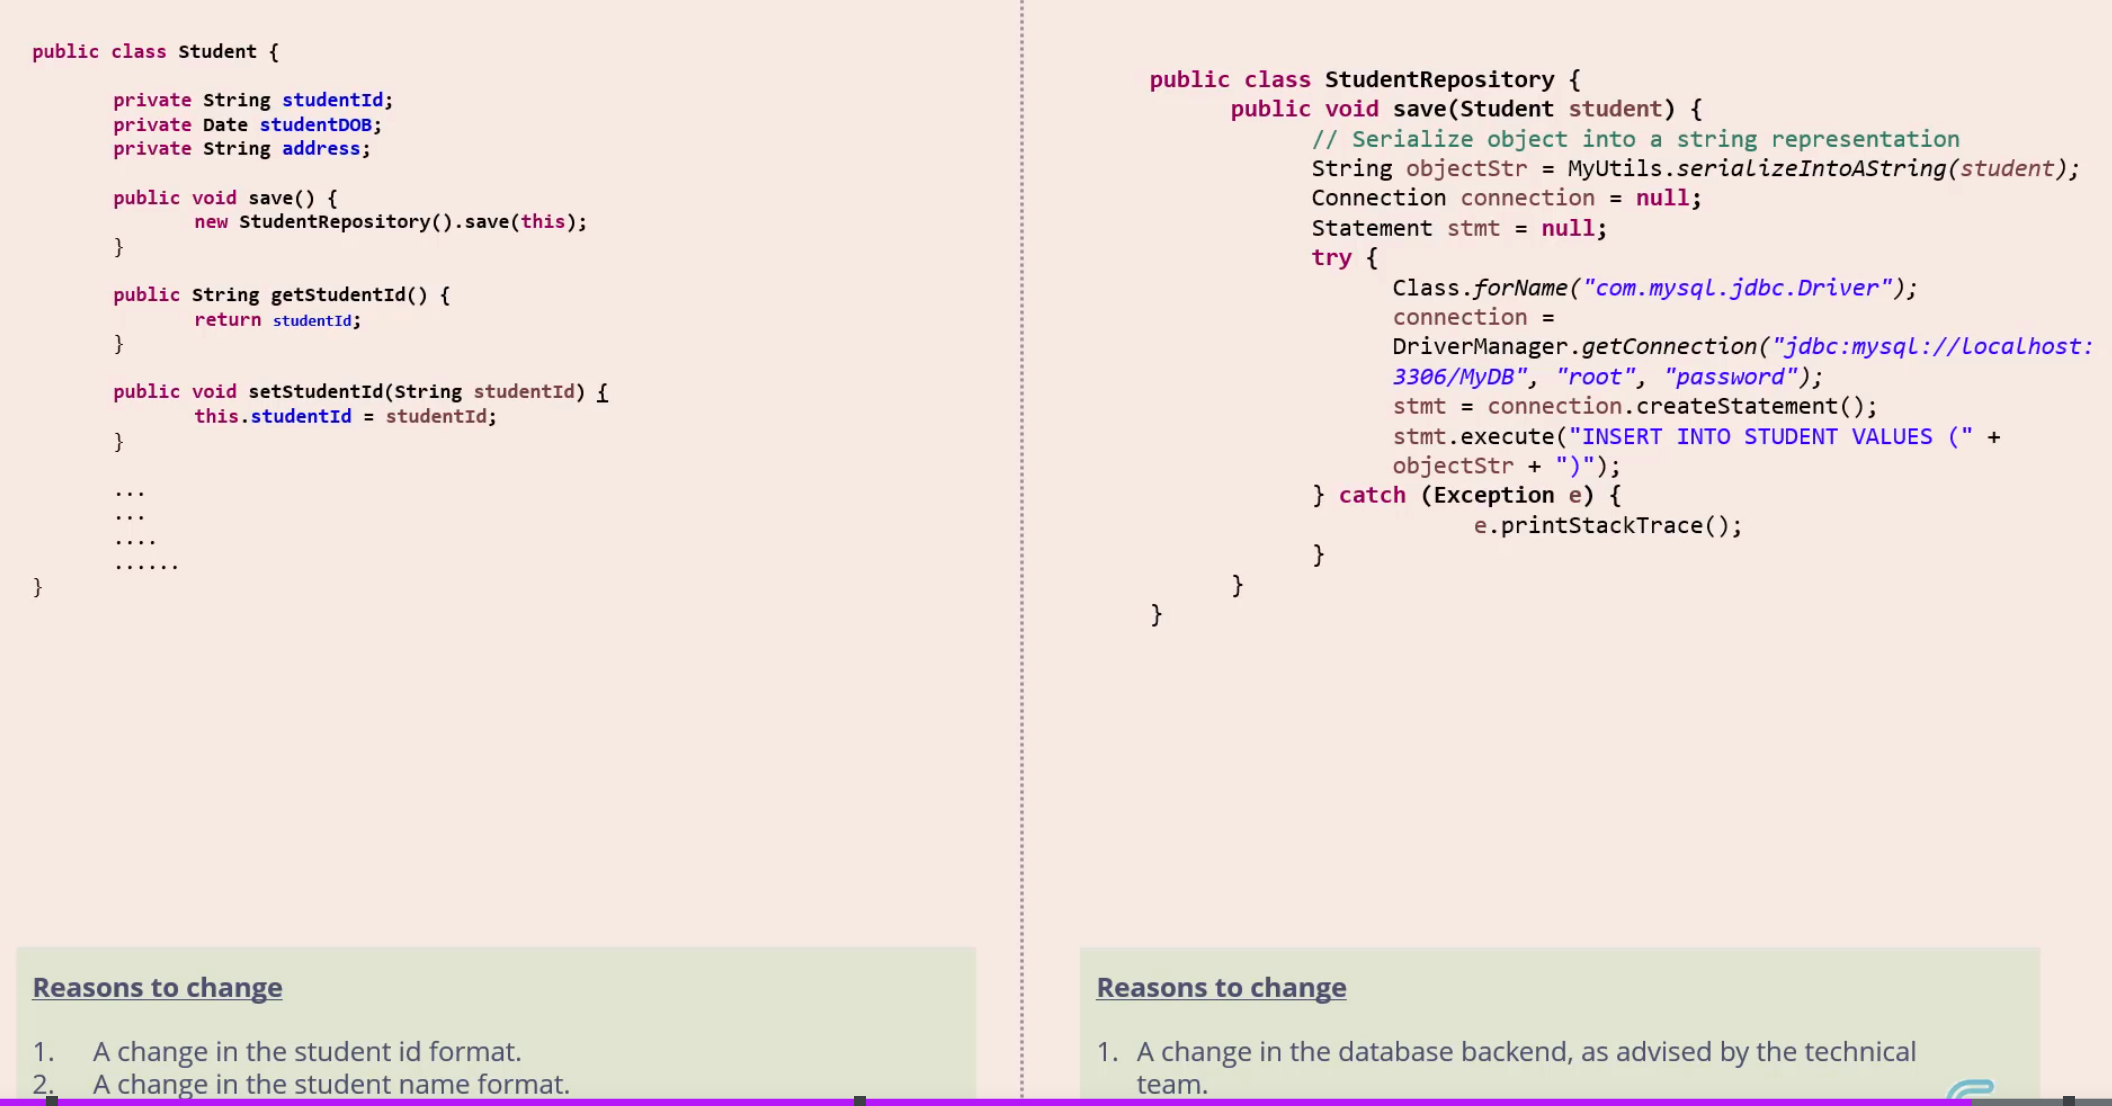 public class Student {
private String studentId;
private Date studentDOB;
private String address;
public void save() {
new StudentRepository().save(this);
}
public String getStudentId() {
return studentId;
}
public void setStudentId(String studentId) {
this.studentId = studentId;
}
...
...
....
......
}
Reasons to change
1. A change in the student id format.
2. A change in the student name format.
public class StudentRepository {
public void save(Student student) {
// Serialize object into a string representation
String objectStr = MyUtils.serializeIntoAString(student);
Connection connection = null;
Statement stmt = null;
try {
Class.forName("com.mysql.jdbc.Driver");
connection =
DriverManager.getConnection("jdbc:mysql://localhost:
3306/MyDB", "root", "password");
stmt = connection.createStatement();
stmt.execute("INSERT INTO STUDENT VALUES (" +
objectStr + ")");
} catch (Exception e) {
e.printStackTrace();
}
}
}
Reasons to change
1. A change in the database backend, as advised by the technical
team.